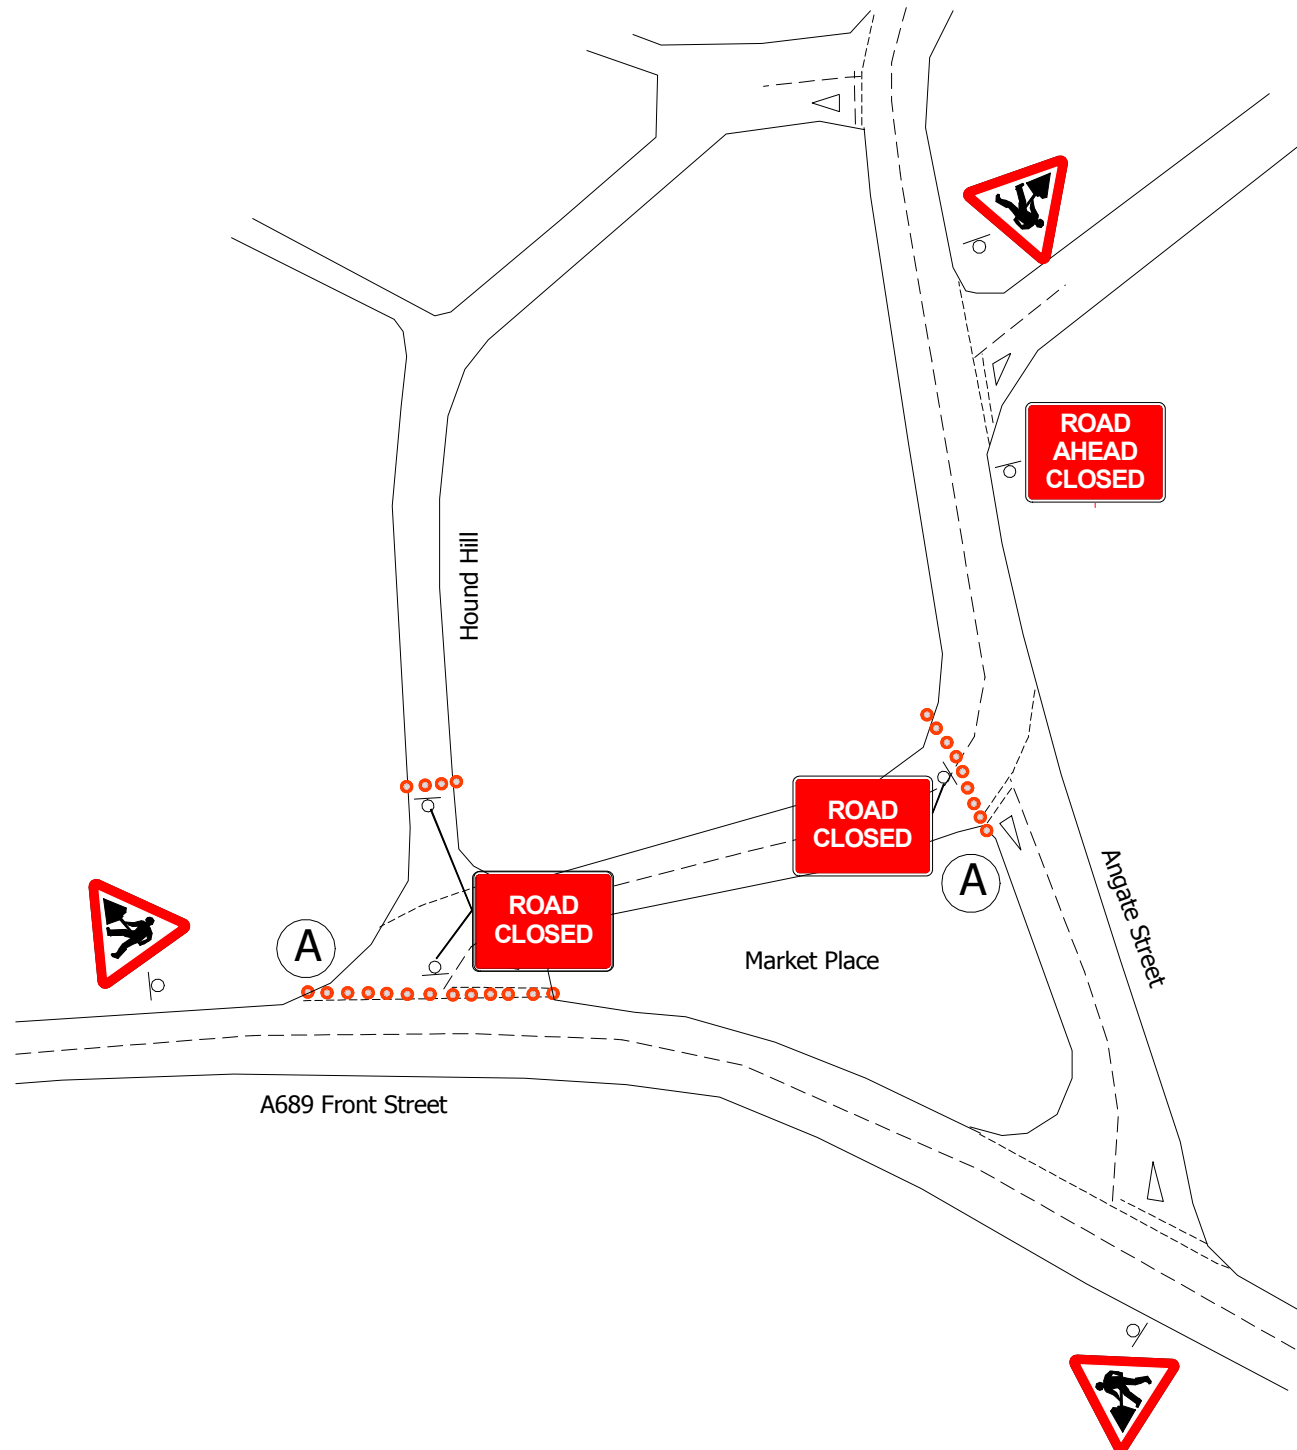 ROAD
AHEAD
CLOSED
Hound Hill
ROAD
CLOSED
A
Angate Street
ROAD
CLOSED
A
Market Place
A689 Front Street